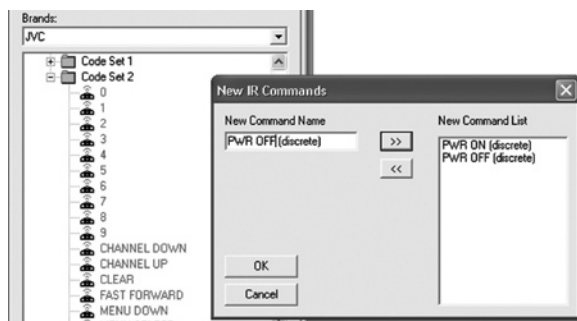 Brands:
JVC
Code Set 1
Code Set 2
0
1
2
3
4
5
6
7
8
9
CHANNEL DOWN
CHANNEL UP
CLEAR
FAST FORWARD
MENU DOWN
New IR Commands
New Command Name
PWR OFF (discrete)
>>
<<
OK
Cancel
New Command List
PWR ON (discrete)
PWR OFF (discrete)